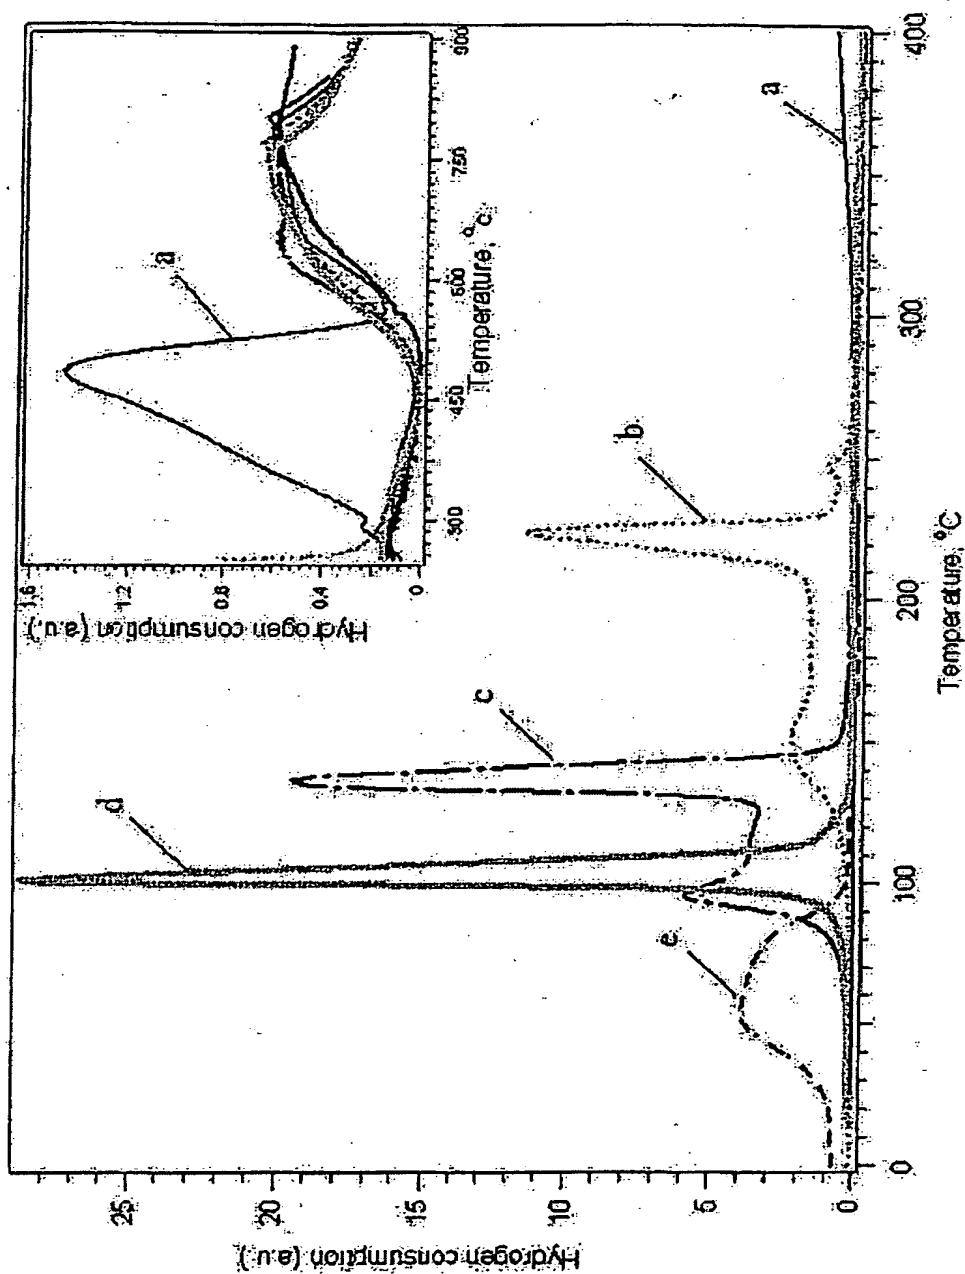 Hydrogen consumption (a.u.)
25
20
15
10
5
0
0
100
200
300
400
Temperature, °C
a
b
c
d
e
Hydrogen consumption (a.u.)
1.6
1.2
0.8
0.4
0
300
450
600
750
900
Temperature, °C
a